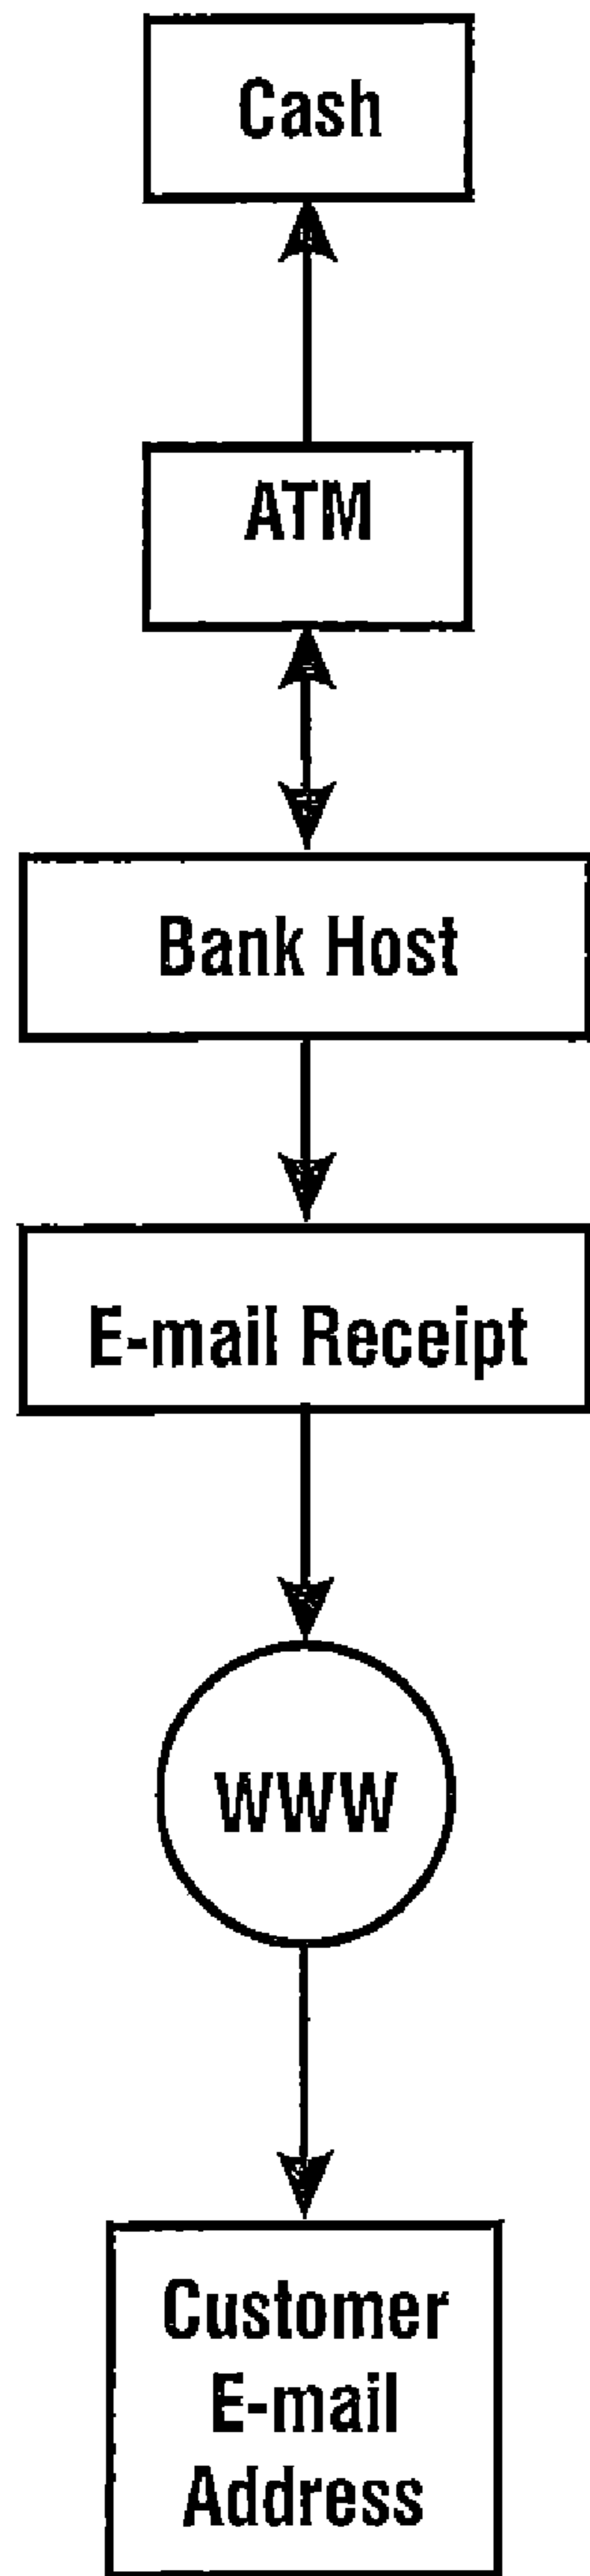 Cash
ATM
Bank Host
E-mail Receipt
WWW
Customer
E-mail
Address